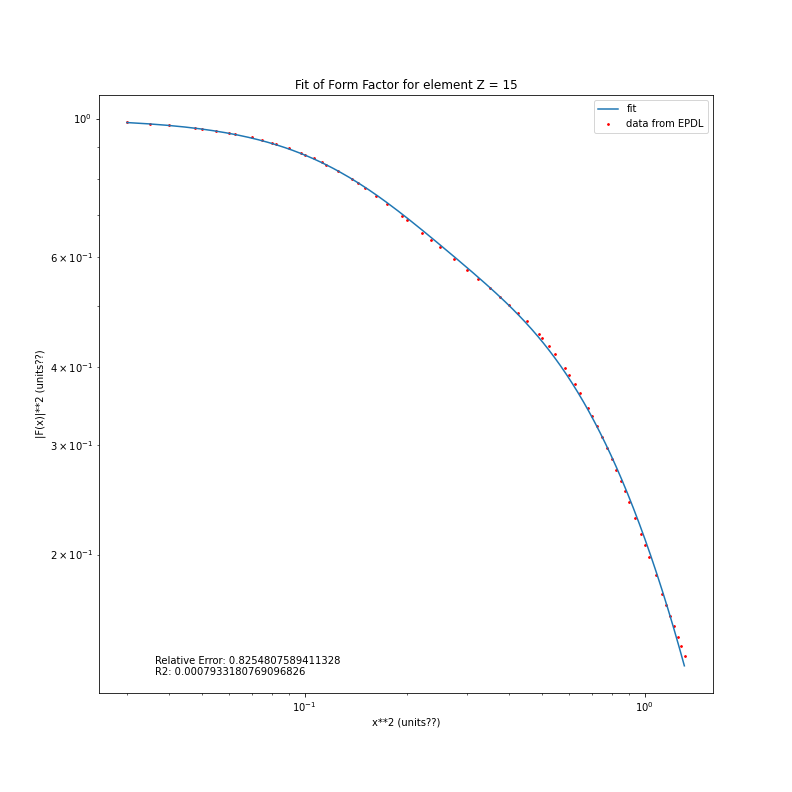 Fit of Form Factor for element Z = 15
fit
data from EPDL
10⁰
6 × 10⁻¹
4 × 10⁻¹
3 × 10⁻¹
2 × 10⁻¹
|F(x)|**2 (units??)
Relative Error: 0.8254807589411328
R2: 0.0007933180769096826
10⁻¹
10⁰
x**2 (units??)